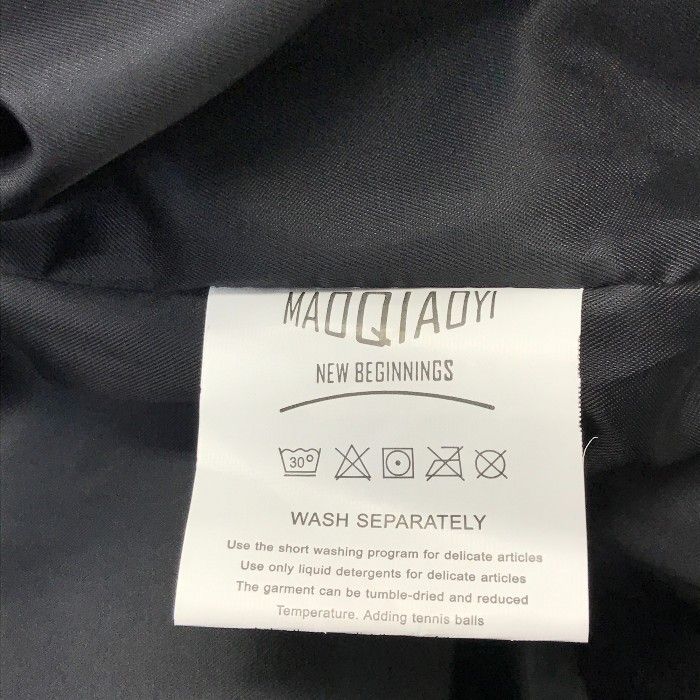 MAOQIAOYI
NEW BEGINNINGS
30°
WASH SEPARATELY
Use the short washing program for delicate articles
Use only liquid detergents for delicate articles
The garment can be tumble-dried and reduced
Temperature. Adding tennis balls